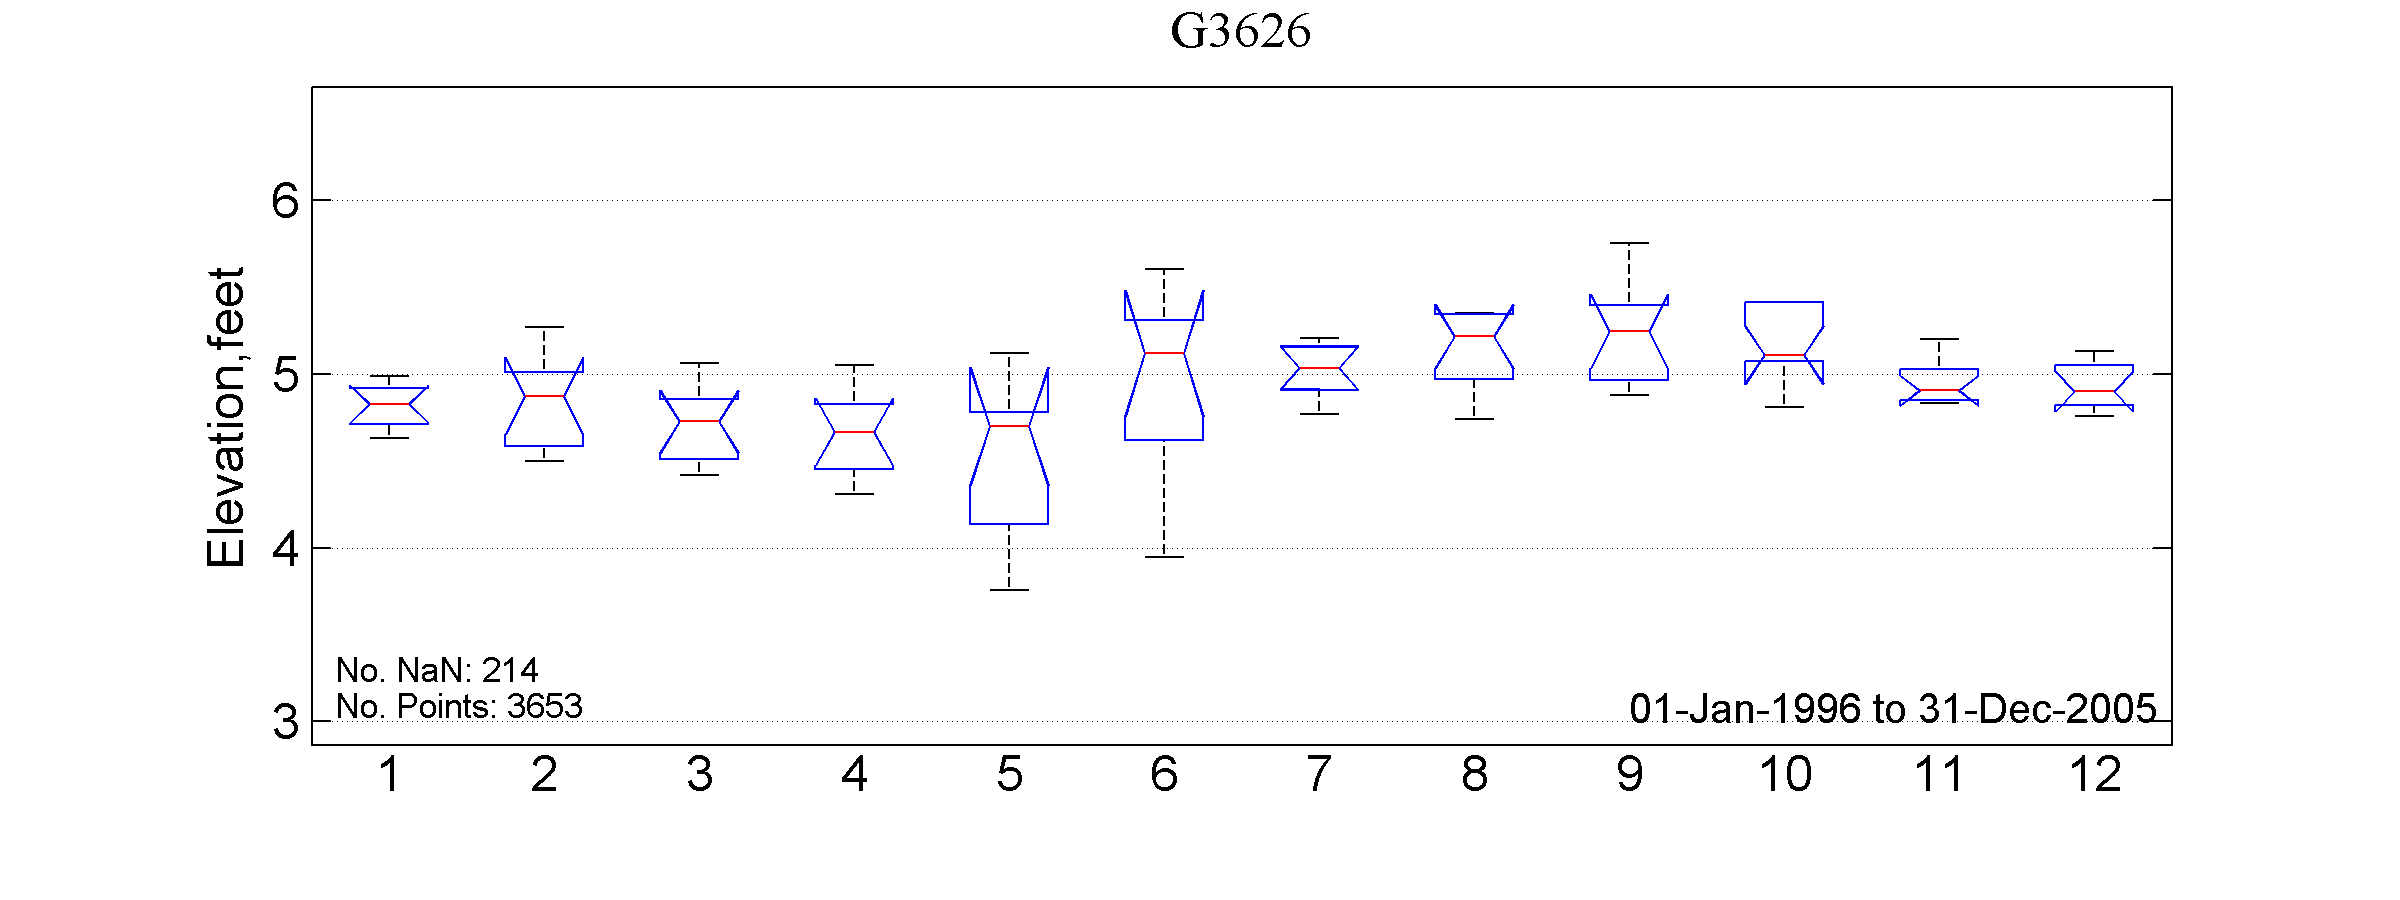 G3626
Elevation,feet
6
5
4
3
No. NaN: 214
No. Points: 3653
01-Jan-1996 to 31-Dec-2005
1 2 3 4 5 6 7 8 9 10 11 12